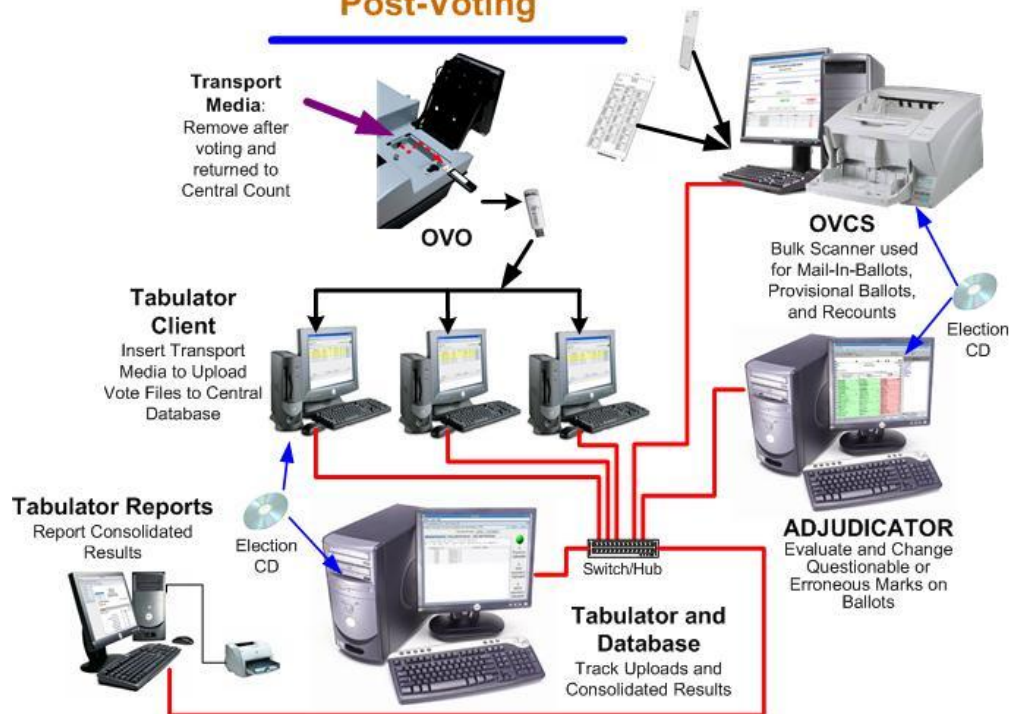 Post-Voting
Transport
Media:
Remove after
voting and
returned to
Central Count
OVO
OVCS
Bulk Scanner used
for Mail-In-Ballots,
Provisional Ballots,
and Recounts
Election
CD
Tabulator
Client
Insert Transport
Media to Upload
Vote Files to Central
Database
Tabulator Reports
Report Consolidated
Results
Election
CD
Switch/Hub
ADJUDICATOR
Evaluate and Change
Questionable or
Erroneous Marks on
Ballots
Tabulator and
Database
Track Uploads and
Consolidated Results